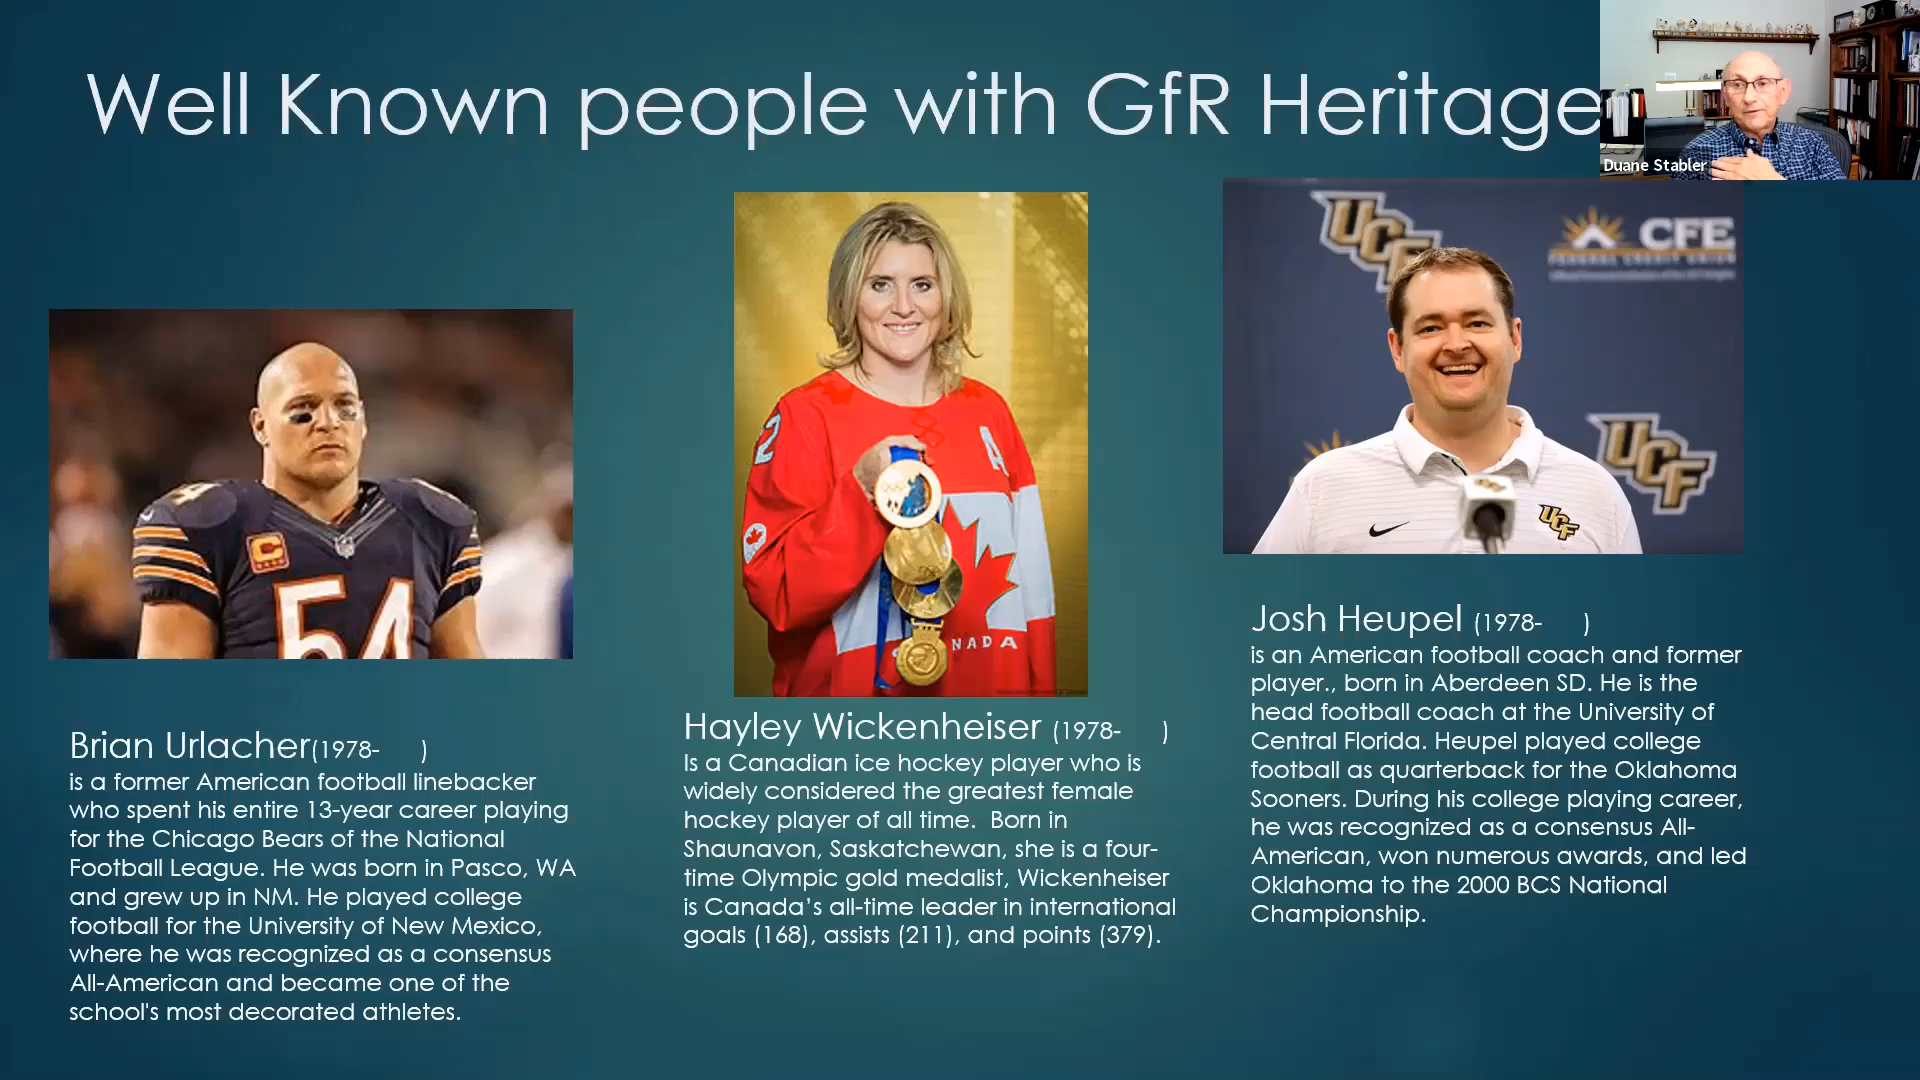 Well Known people with GfR Heritage
Duane Stabler
UCF
CFE
FEDERAL CREDIT UNION
UCF
UCF
54
C
54
2
A
NADA
Brian Urlacher(1978-      )
is a former American football linebacker
who spent his entire 13-year career playing
for the Chicago Bears of the National
Football League. He was born in Pasco, WA
and grew up in NM. He played college
football for the University of New Mexico,
where he was recognized as a consensus
All-American and became one of the
school's most decorated athletes.
Hayley Wickenheiser (1978-      )
Is a Canadian ice hockey player who is
widely considered the greatest female
hockey player of all time.  Born in
Shaunavon, Saskatchewan, she is a four-
time Olympic gold medalist, Wickenheiser
is Canada’s all-time leader in international
goals (168), assists (211), and points (379).
Josh Heupel (1978-      )
is an American football coach and former
player., born in Aberdeen SD. He is the
head football coach at the University of
Central Florida. Heupel played college
football as quarterback for the Oklahoma
Sooners. During his college playing career,
he was recognized as a consensus All-
American, won numerous awards, and led
Oklahoma to the 2000 BCS National
Championship.